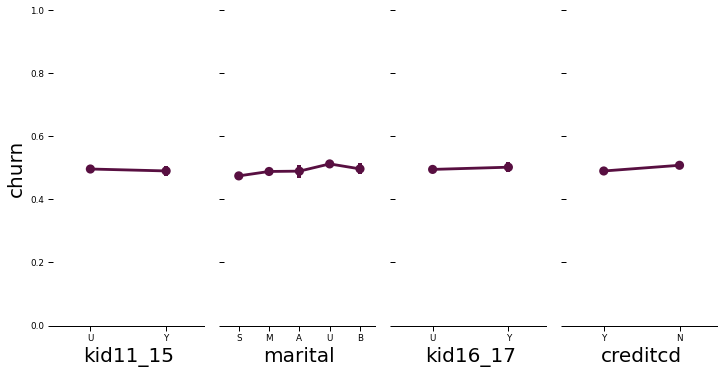 1.0
0.8
0.6
0.4
0.2
0.0
churn
U Y
kid11_15
S M A U B
marital
U Y
kid16_17
Y N
creditcd